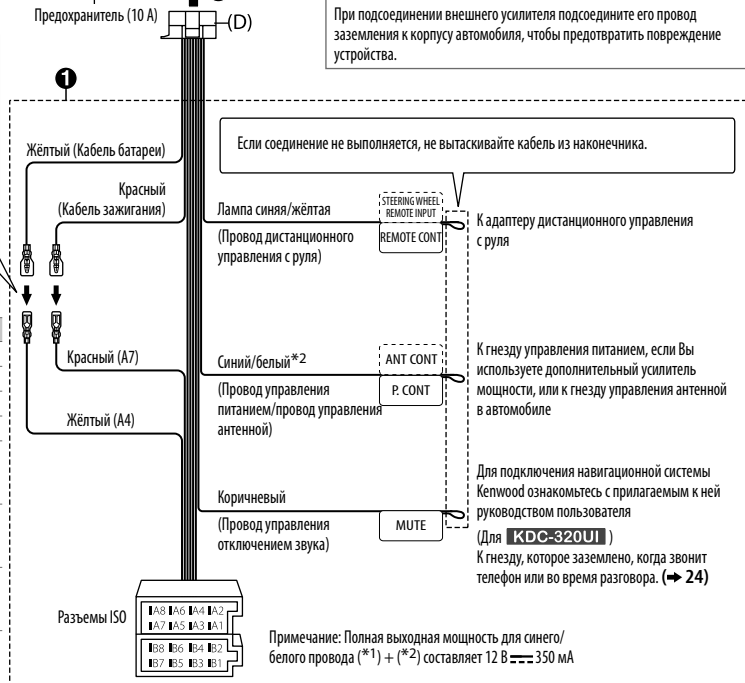 Предохранитель (10 A)
(D)
При подсоединении внешнего усилителя подсоедините его провод
заземления к корпусу автомобиля, чтобы предотвратить повреждение
устройства.
1
Если соединение не выполняется, не вытаскивайте кабель из наконечника.
Жёлтый (Кабель батареи)
Красный
(Кабель зажигания)
Лампа синяя/жёлтая
(Провод дистанционного
управления с руля)
STEERING WHEEL
REMOTE INPUT
REMOTE CONT
К адаптеру дистанционного управления
с руля
Красный (A7)
Жёлтый (A4)
Синий/белый*2
(Провод управления
питанием/провод управления
антенной)
ANT CONT
P. CONT
К гнезду управления питанием, если Вы
используете дополнительный усилитель
мощности, или к гнезду управления антенной
в автомобиле
Коричневый
(Провод управления
отключением звука)
MUTE
Для подключения навигационной системы
Kenwood ознакомьтесь с прилагаемым к ней
руководством пользователя
(Для KDC-320UI )
К гнезду, которое заземлено, когда звонит
телефон или во время разговора. (➜ 24)
Разъемы ISO
A8 A6 A4 A2
A7 A5 A3 A1
B8 B6 B4 B2
B7 B5 B3 B1
Примечание: Полная выходная мощность для синего/
белого провода (*1) + (*2) составляет 12 В ⎓ 350 мА